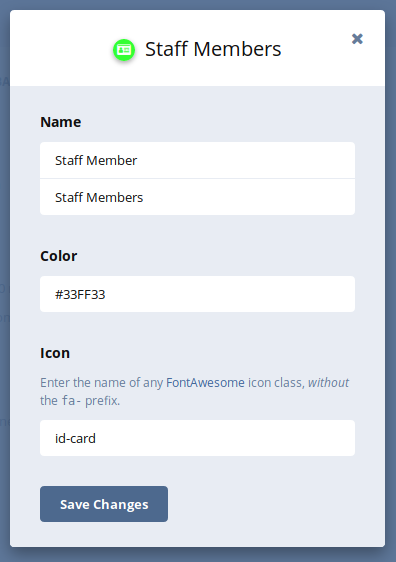 Staff Members
Name
Staff Member
Staff Members
Color
#33FF33
Icon
Enter the name of any FontAwesome icon class, without
the fa- prefix.
id-card
Save Changes